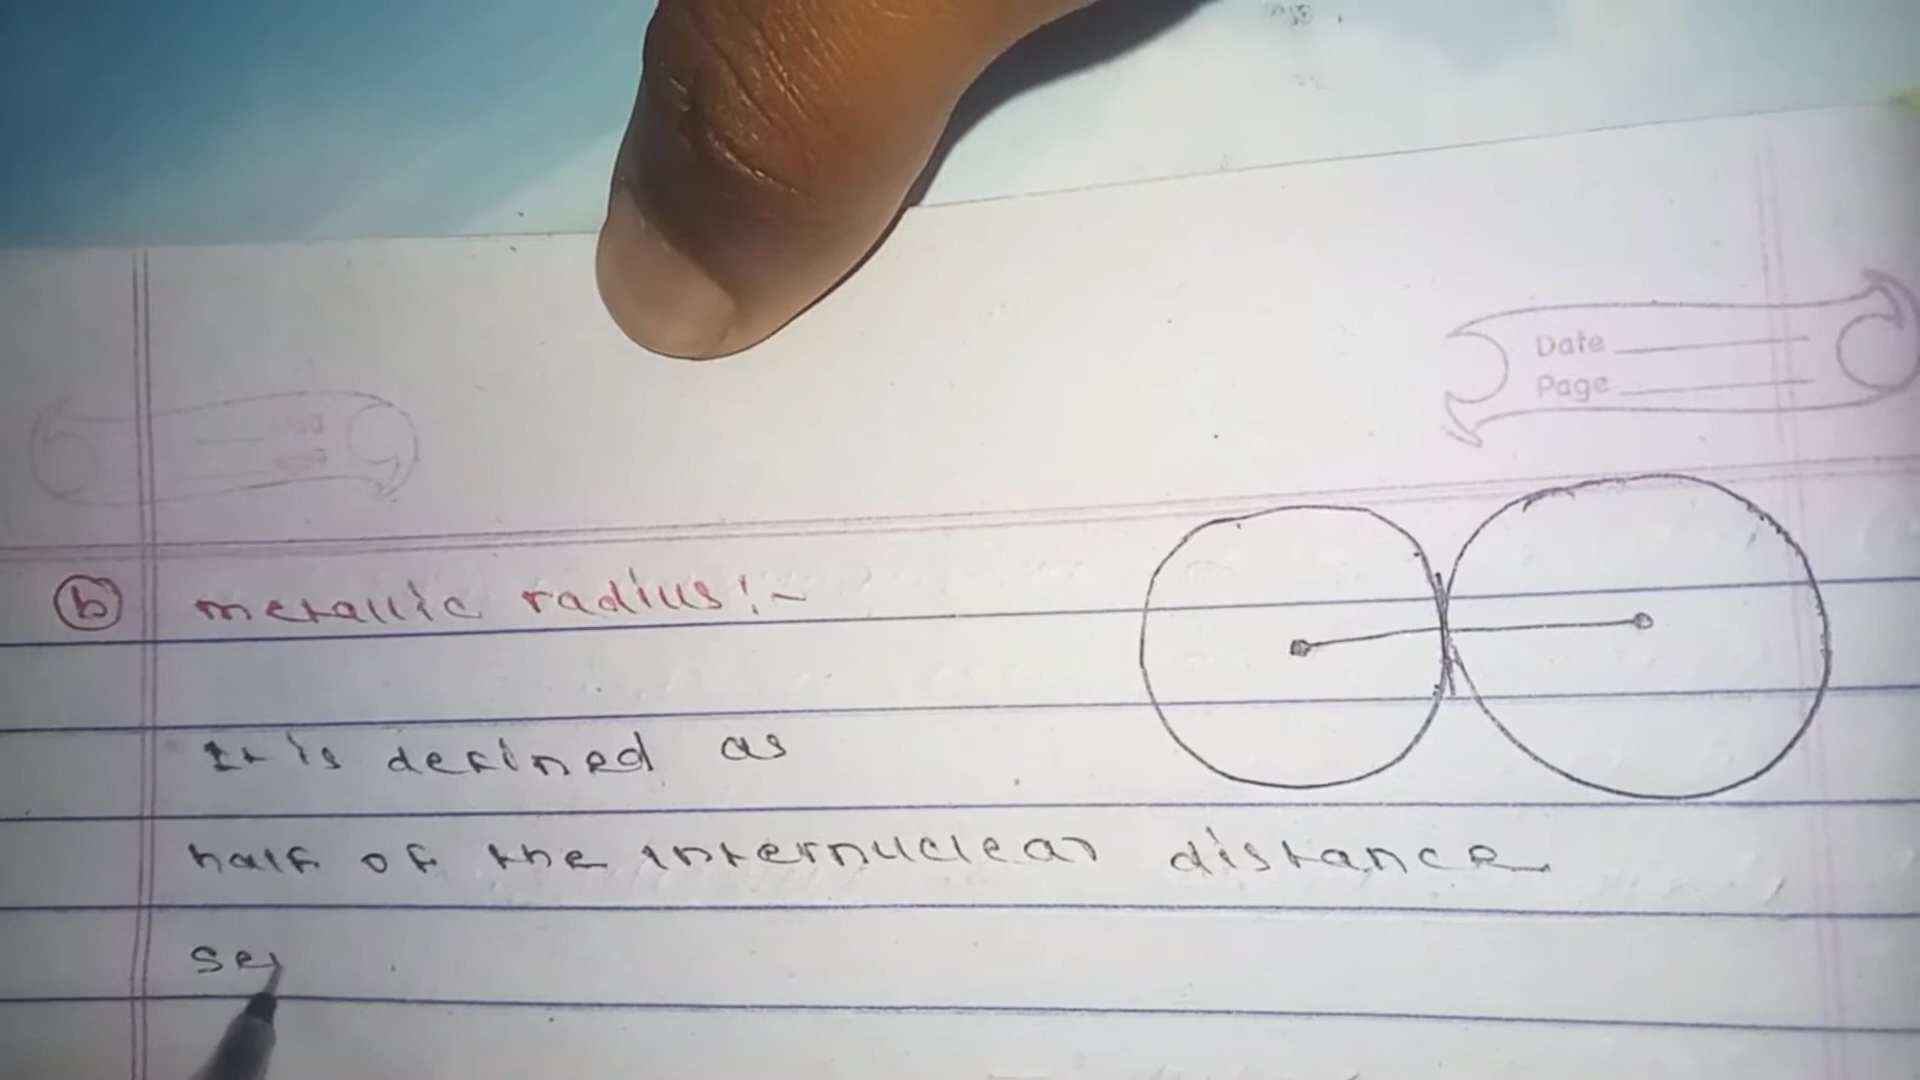 Date
Page
b metallic radius :-
It is defined as
half of the internuclear distance
se